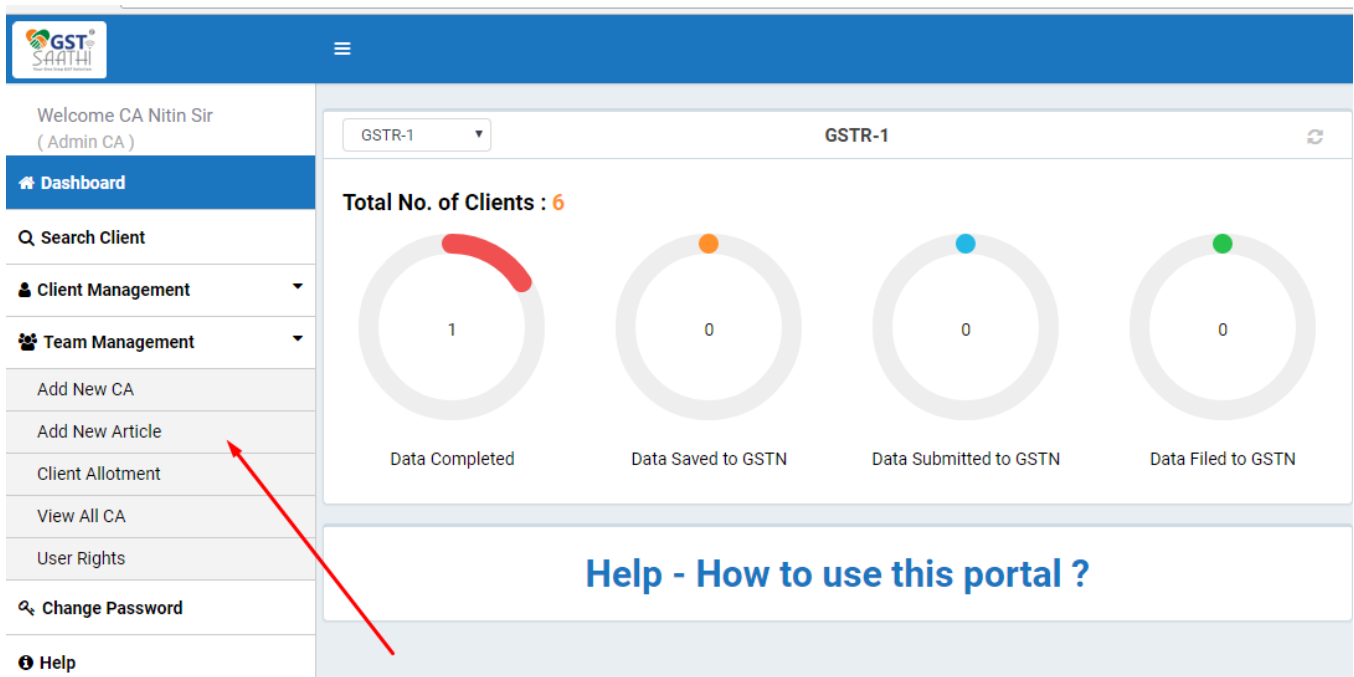 GST
SAATHI
Welcome CA Nitin Sir
( Admin CA )
Dashboard
Search Client
Client Management
Team Management
Add New CA
Add New Article
Client Allotment
View All CA
User Rights
Change Password
Help
GSTR-1
GSTR-1
Total No. of Clients : 6
1
0
0
0
Data Completed
Data Saved to GSTN
Data Submitted to GSTN
Data Filed to GSTN
Help - How to use this portal ?